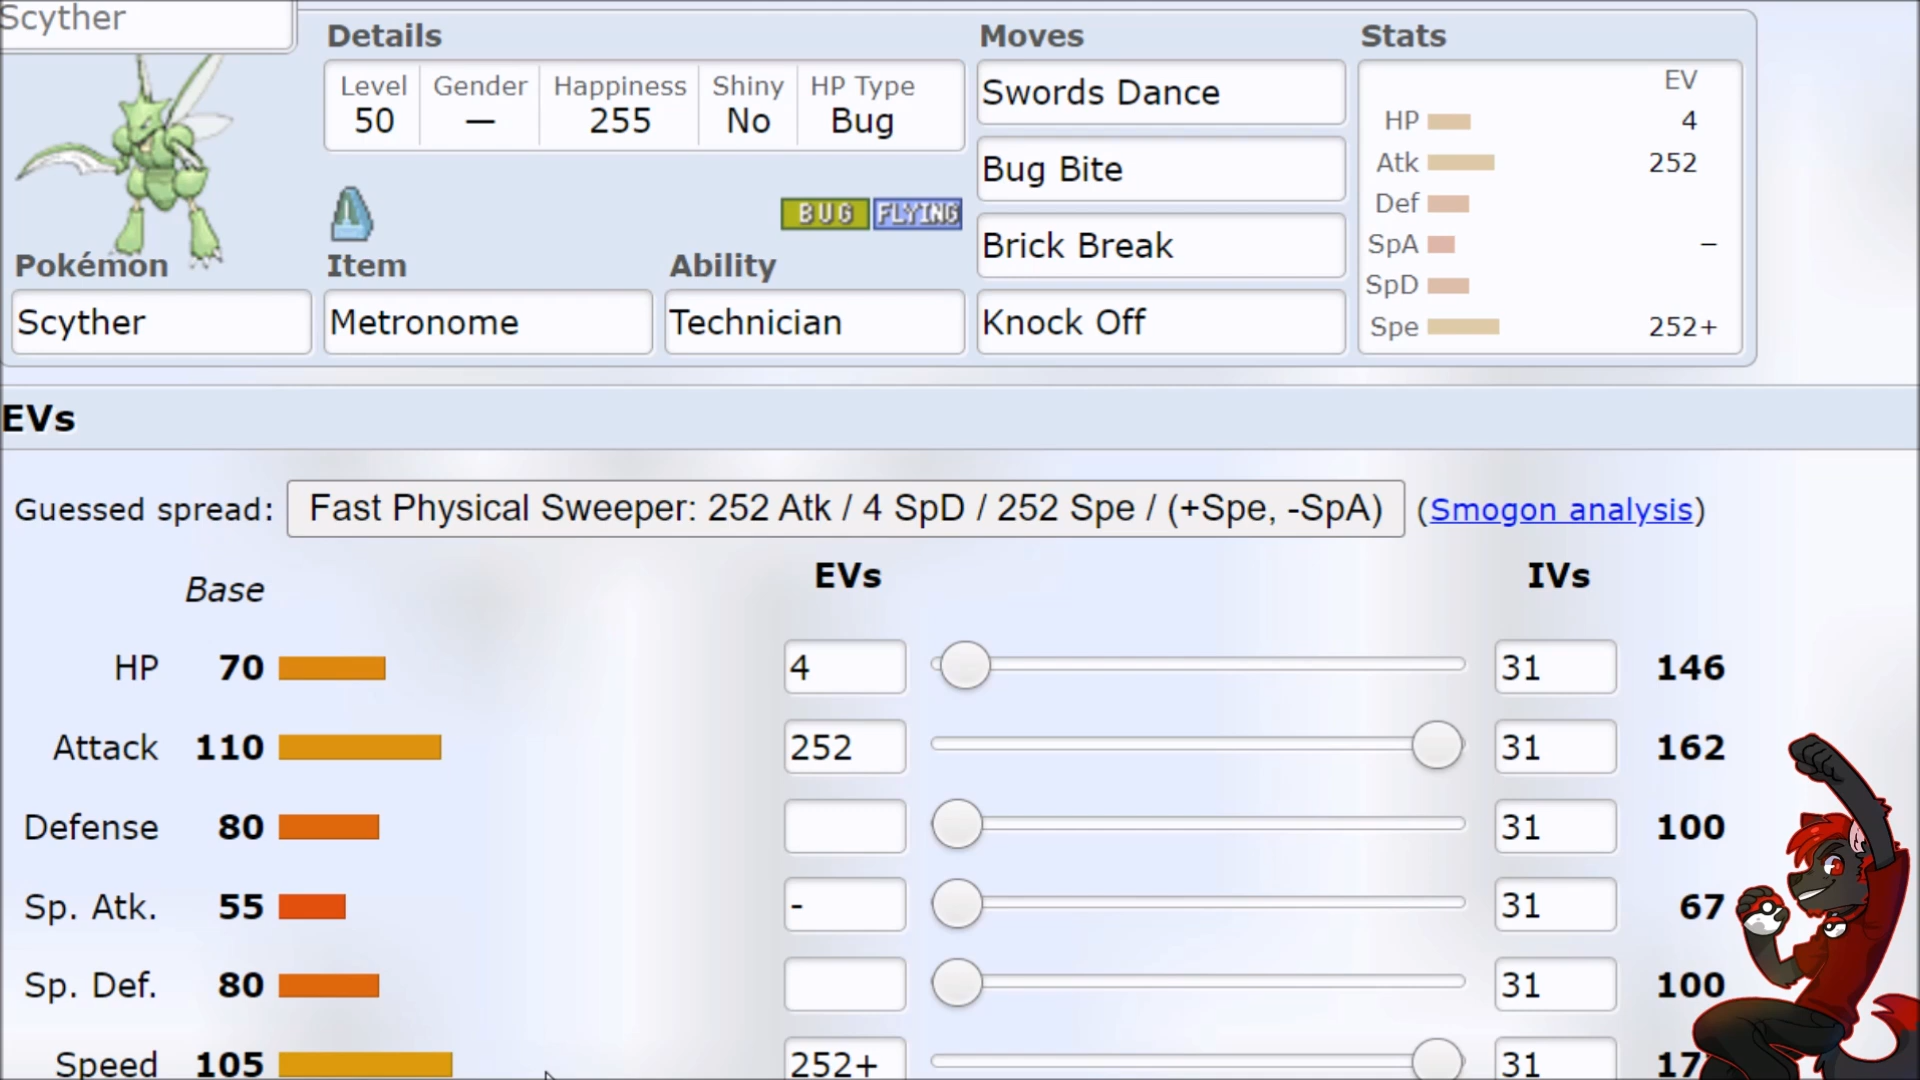 Scyther
Details
Moves
Stats
Level Gender Happiness Shiny HP Type
50 — 255 No Bug
Swords Dance
Bug Bite
Brick Break
Knock Off
EV
HP 4
Atk 252
Def
SpA –
SpD
Spe 252+
BUG FLYING
Pokémon
Item
Ability
Scyther
Metronome
Technician
EVs
Guessed spread: Fast Physical Sweeper: 252 Atk / 4 SpD / 252 Spe / (+Spe, -SpA) (Smogon analysis)
Base EVs IVs
HP 70 4 31 146
Attack 110 252 31 162
Defense 80 31 100
Sp. Atk. 55 - 31 67
Sp. Def. 80 31 100
Speed 105 252+ 31